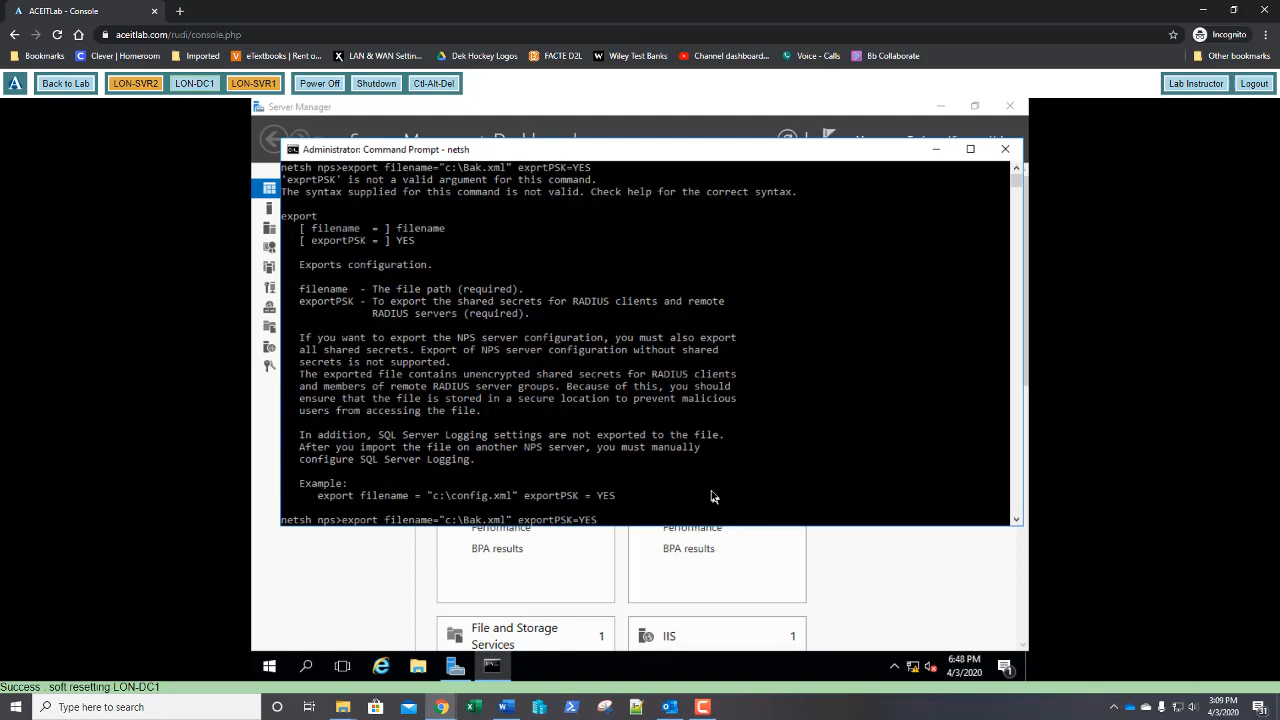 ACEITLab - Console
Incognito
aceitlab.com/rudi/console.php
Bookmarks
Clever | Homeroom
Imported
eTextbooks | Rent o...
LAN & WAN Settin...
Dek Hockey Logos
FACTE D2L
Wiley Test Banks
Channel dashboard...
Voice - Calls
Bb Collaborate
Other bookmarks
A
Back to Lab
LON-SVR2
LON-DC1
LON-SVR1
Power Off
Shutdown
Ctl-Alt-Del
Lab Instructor
Logout
Server Manager
Administrator: Command Prompt - netsh
netsh nps>export filename="c:\Bak.xml" exprtPSK=YES
'exprtPSK' is not a valid argument for this command.
The syntax supplied for this command is not valid. Check help for the correct syntax.
export
[ filename = ] filename
[ exportPSK = ] YES
Exports configuration.
filename - The file path (required).
exportPSK - To export the shared secrets for RADIUS clients and remote
RADIUS servers (required).
If you want to export the NPS server configuration, you must also export
all shared secrets. Export of NPS server configuration without shared
secrets is not supported.
The exported file contains unencrypted shared secrets for RADIUS clients
and members of remote RADIUS server groups. Because of this, you should
ensure that the file is stored in a secure location to prevent malicious
users from accessing the file.
In addition, SQL Server Logging settings are not exported to the file.
After you import the file on another NPS server, you must manually
configure SQL Server Logging.
Example:
export filename = "c:\config.xml" exportPSK = YES
netsh nps>export filename="c:\Bak.xml" exportPSK=YES
Performance
Performance
BPA results
BPA results
File and Storage
Services
1
IIS
1
6:48 PM
4/3/2020
1
Success . soft resetting LON-DC1
Type here to search
3:09 PM
4/3/2020